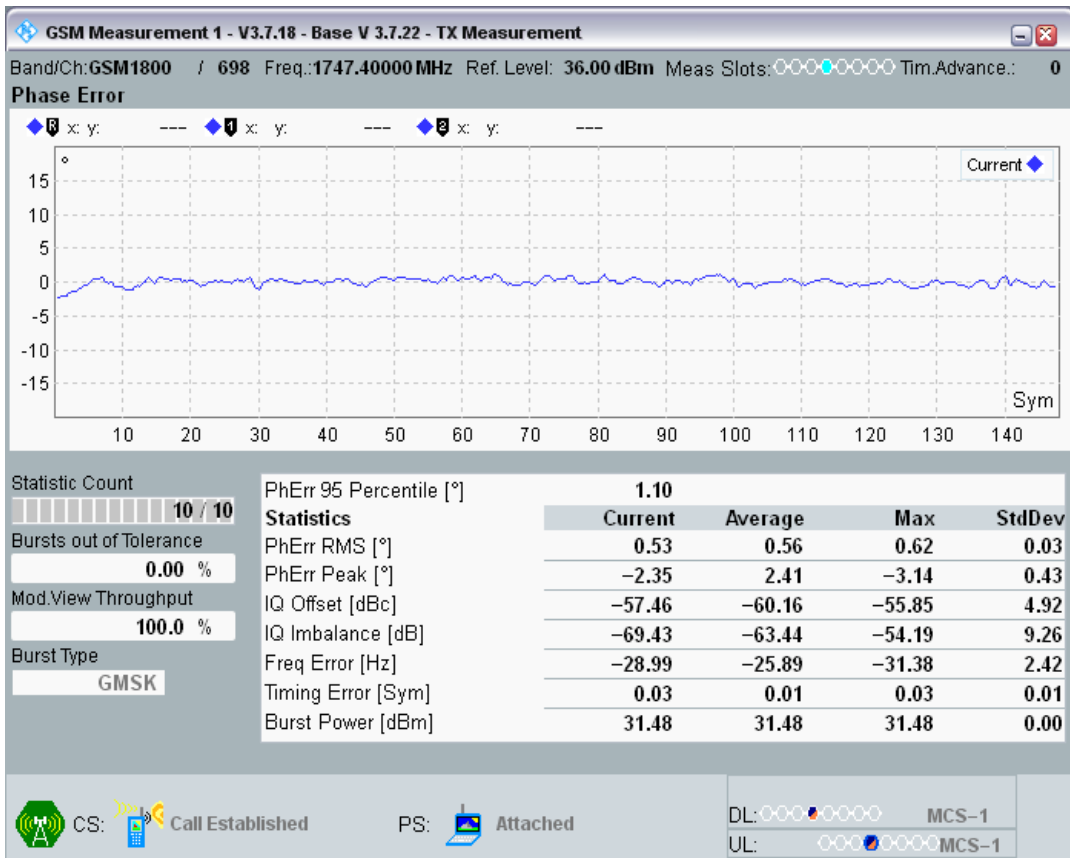 GSM Measurement 1 - V3.7.18 - Base V 3.7.22 - TX Measurement
Band/Ch:GSM1800 / 698 Freq.:1747.40000 MHz Ref. Level: 36.00 dBm Meas Slots: Tim.Advance.: 0
Phase Error
R x: y: --- 1 x: y: --- 2 x: y: ---
°
Current
15
10
5
0
-5
-10
-15
Sym
10 20 30 40 50 60 70 80 90 100 110 120 130 140
Statistic Count
10 / 10
Bursts out of Tolerance
0.00 %
Mod.View Throughput
100.0 %
Burst Type
GMSK
PhErr 95 Percentile [°] 1.10
Statistics Current Average Max StdDev
PhErr RMS [°] 0.53 0.56 0.62 0.03
PhErr Peak [°] −2.35 2.41 −3.14 0.43
IQ Offset [dBc] −57.46 −60.16 −55.85 4.92
IQ Imbalance [dB] −69.43 −63.44 −54.19 9.26
Freq Error [Hz] −28.99 −25.89 −31.38 2.42
Timing Error [Sym] 0.03 0.01 0.03 0.01
Burst Power [dBm] 31.48 31.48 31.48 0.00
CS: Call Established PS: Attached
DL: MCS−1
UL: MCS−1